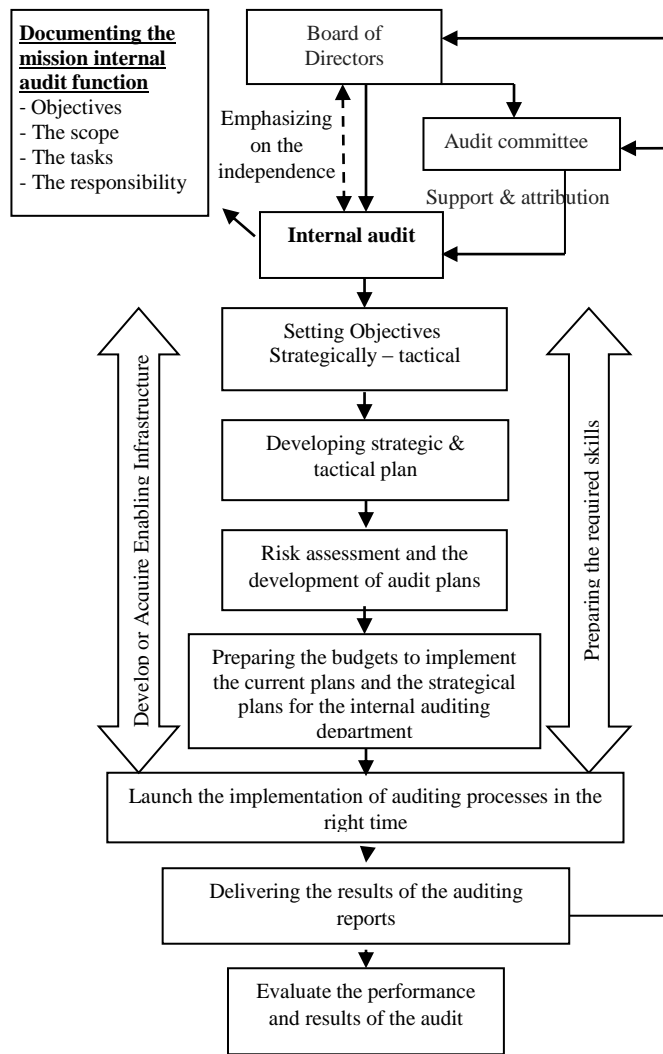 Documenting the
mission internal
audit function
- Objectives
- The scope
- The tasks
- The responsibility
Board of
Directors
Emphasizing
on the
independence
Audit committee
Support & attribution
Internal audit
Setting Objectives
Strategically – tactical
Developing strategic &
tactical plan
Risk assessment and the
development of audit plans
Preparing the budgets to implement
the current plans and the strategical
plans for the internal auditing
department
Develop or Acquire Enabling Infrastructure
Preparing the required skills
Launch the implementation of auditing processes in the
right time
Delivering the results of the auditing
reports
Evaluate the performance
and results of the audit